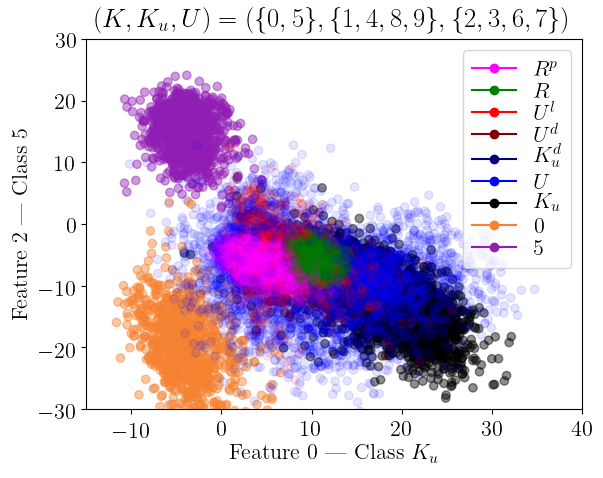 (K, K_u, U) = ({0, 5}, {1, 4, 8, 9}, {2, 3, 6, 7})
30
20
10
0
−10
−20
−30
Feature 2 — Class 5
R^p
R
U^l
U^d
K_u^d
U
K_u
0
5
−10
0
10
20
30
40
Feature 0 — Class K_u